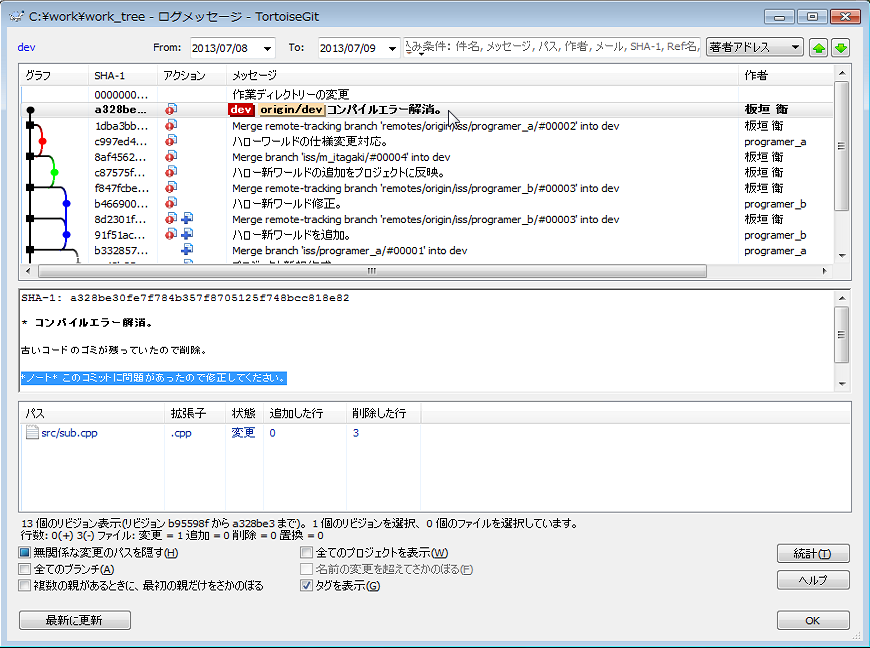 C:¥work¥work_tree - ログメッセージ - TortoiseGit
dev From: 2013/07/08 To: 2013/07/09 込み条件: 件名, メッセージ, パス, 作者, メール, SHA-1, Ref名, 著者アドレス
グラフ SHA-1 アクション メッセージ 作者
0000000... 作業ディレクトリーの変更
a328be... dev origin/dev コンパイルエラー解消。 板垣 衛
1dba3bb... Merge remote-tracking branch 'remotes/origin/iss/programer_a/#00002' into dev 板垣 衛
c997ed4... ハローワールドの仕様変更対応。 programer_a
8af4562... Merge branch 'iss/m_itagaki/#00004' into dev 板垣 衛
c87575f... ハロー新ワールドの追加をプロジェクトに反映。 板垣 衛
f847fcbe... Merge remote-tracking branch 'remotes/origin/iss/programer_b/#00003' into dev 板垣 衛
b466900... ハロー新ワールド修正。 programer_b
8d2301f... Merge remote-tracking branch 'remotes/origin/iss/programer_b/#00003' into dev 板垣 衛
91f51ac... ハロー新ワールドを追加。 programer_b
b332857... Merge branch 'iss/programer_a/#00001' into dev programer_a
SHA-1: a328be30fe7f784b357f8705125f748bcc818e82
* コンパイルエラー解消。
古いコードのゴミが残っていたので削除。
*ノート* このコミットに問題があったので修正してください。
パス 拡張子 状態 追加した行 削除した行
src/sub.cpp .cpp 変更 0 3
13 個のリビジョン表示(リビジョン b95598f から a328be3 まで)。 1 個のリビジョンを選択、0 個のファイルを選択しています。
行数: 0(+) 3(-) ファイル: 変更 = 1 追加 = 0 削除 = 0 置換 = 0
無関係な変更のパスを隠す(H) 全てのプロジェクトを表示(W) 統計(T)
全てのブランチ(A) 名前の変更を超えてさかのぼる(F) ヘルプ
複数の親があるときに、最初の親だけをさかのぼる タグを表示(G)
最新に更新 OK